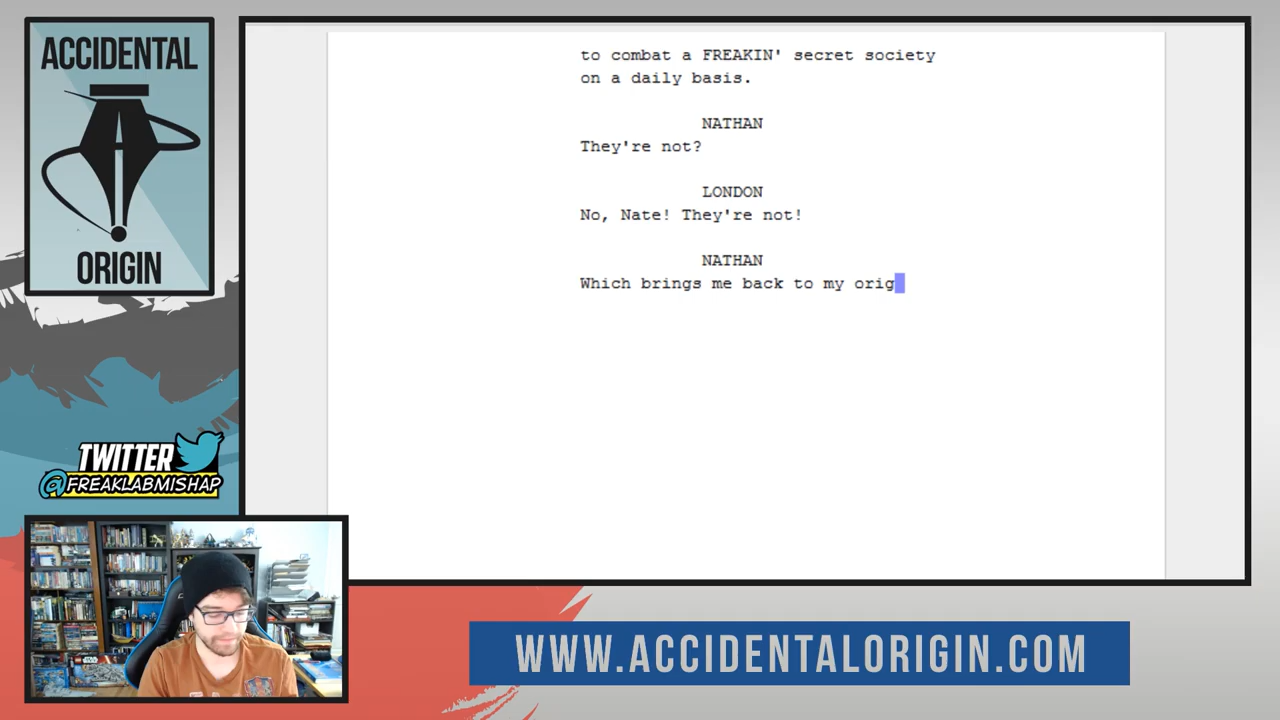 ACCIDENTAL
ORIGIN
to combat a FREAKIN' secret society
on a daily basis.
NATHAN
They're not?
LONDON
No, Nate! They're not!
NATHAN
Which brings me back to my orig
TWITTER
@FREAKLABMISHAP
WWW.ACCIDENTALORIGIN.COM